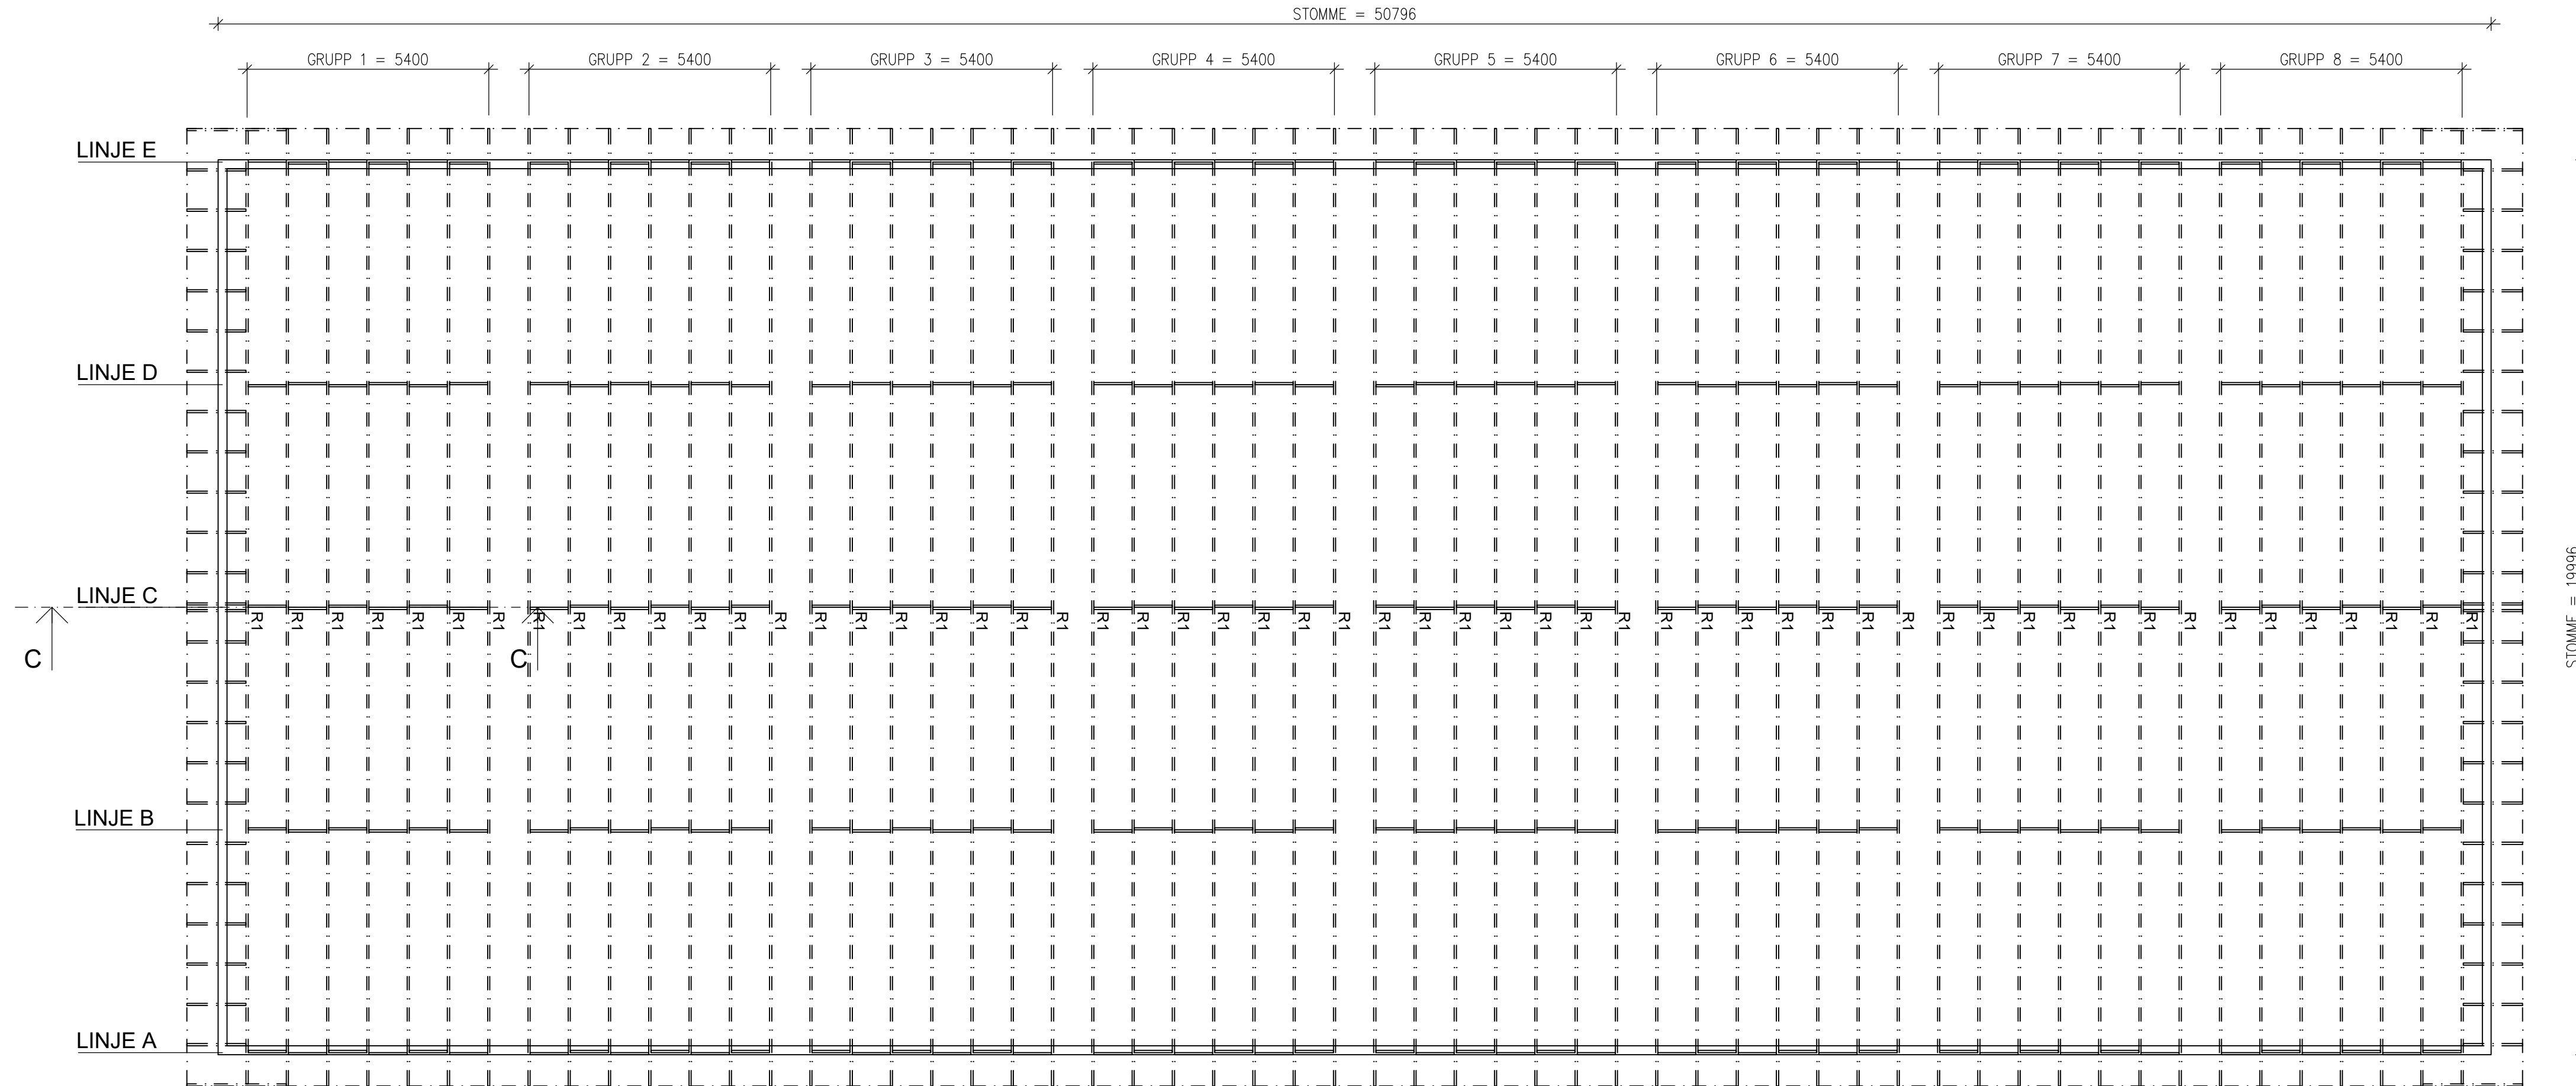 STOMME = 50796
GRUPP 1 = 5400 GRUPP 2 = 5400 GRUPP 3 = 5400 GRUPP 4 = 5400 GRUPP 5 = 5400 GRUPP 6 = 5400 GRUPP 7 = 5400 GRUPP 8 = 5400
LINJE E
LINJE D
LINJE C
R1 R1 R1 R1 R1 R1 R1 R1 R1 R1 R1 R1 R1 R1 R1 R1 R1 R1 R1 R1 R1 R1 R1 R1 R1 R1 R1 R1 R1 R1 R1 R1 R1 R1 R1 R1 R1 R1 R1 R1 R1 R1 R1 R1 R1 R1 R1 R1 R1 R1 R1 R1 R1 R1 R1 R1
STOMME = 19996
C C
LINJE B
LINJE A